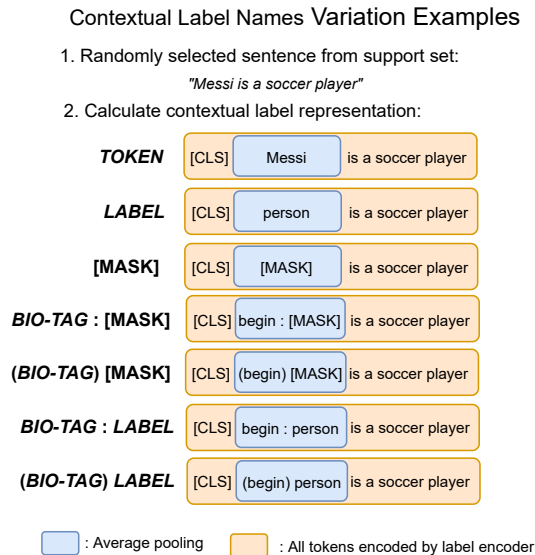 Contextual Label Names Variation Examples
1. Randomly selected sentence from support set:
"Messi is a soccer player"
2. Calculate contextual label representation:
TOKEN [CLS] Messi is a soccer player
LABEL [CLS] person is a soccer player
[MASK] [CLS] [MASK] is a soccer player
BIO-TAG : [MASK] [CLS] begin : [MASK] is a soccer player
(BIO-TAG) [MASK] [CLS] (begin) [MASK] is a soccer player
BIO-TAG : LABEL [CLS] begin : person is a soccer player
(BIO-TAG) LABEL [CLS] (begin) person is a soccer player
: Average pooling : All tokens encoded by label encoder